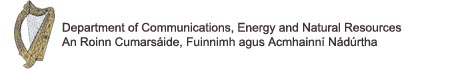 Department of Communications, Energy and Natural Resources
An Roinn Cumarsáide, Fuinnimh agus Acmhainní Nádúrtha